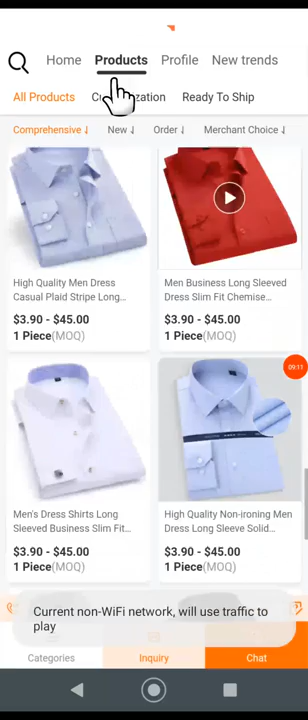 Home Products Profile New trends
All Products Customization Ready To Ship
Comprehensive New Order Merchant Choice
High Quality Men Dress
Casual Plaid Stripe Long...
$3.90 - $45.00
1 Piece(MOQ)
Men Business Long Sleeved
Dress Slim Fit Chemise...
$3.90 - $45.00
1 Piece(MOQ)
09:11
Men's Dress Shirts Long
Sleeved Business Slim Fit...
$3.90 - $45.00
1 Piece(MOQ)
High Quality Non-ironing Men
Dress Long Sleeve Solid...
$3.90 - $45.00
1 Piece(MOQ)
Current non-WiFi network, will use traffic to
play
Categories Inquiry Chat